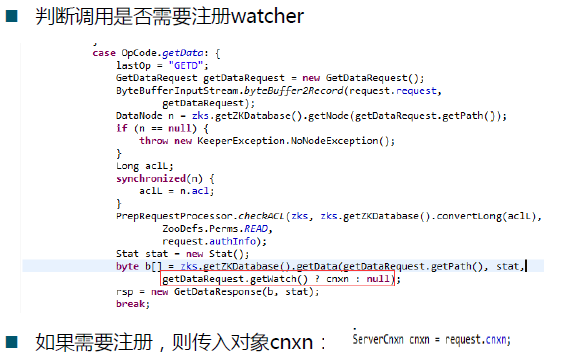 判断调用是否需要注册watcher
}
case OpCode.getData: {
lastOp = "GETD";
GetDataRequest getDataRequest = new GetDataRequest();
ByteBufferInputStream.byteBuffer2Record(request.request,
getDataRequest);
DataNode n = zks.getZKDatabase().getNode(getDataRequest.getPath());
if (n == null) {
throw new KeeperException.NoNodeException();
}
Long aclL;
synchronized(n) {
aclL = n.acl;
}
PrepRequestProcessor.checkACL(zks, zks.getZKDatabase().convertLong(aclL),
ZooDefs.Perms.READ,
request.authInfo);
Stat stat = new Stat();
byte b[] = zks.getZKDatabase().getData(getDataRequest.getPath(), stat,
getDataRequest.getWatch() ? cnxn : null);
rsp = new GetDataResponse(b, stat);
break;
如果需要注册，则传入对象cnxn： ServerCnxn cnxn = request.cnxn;